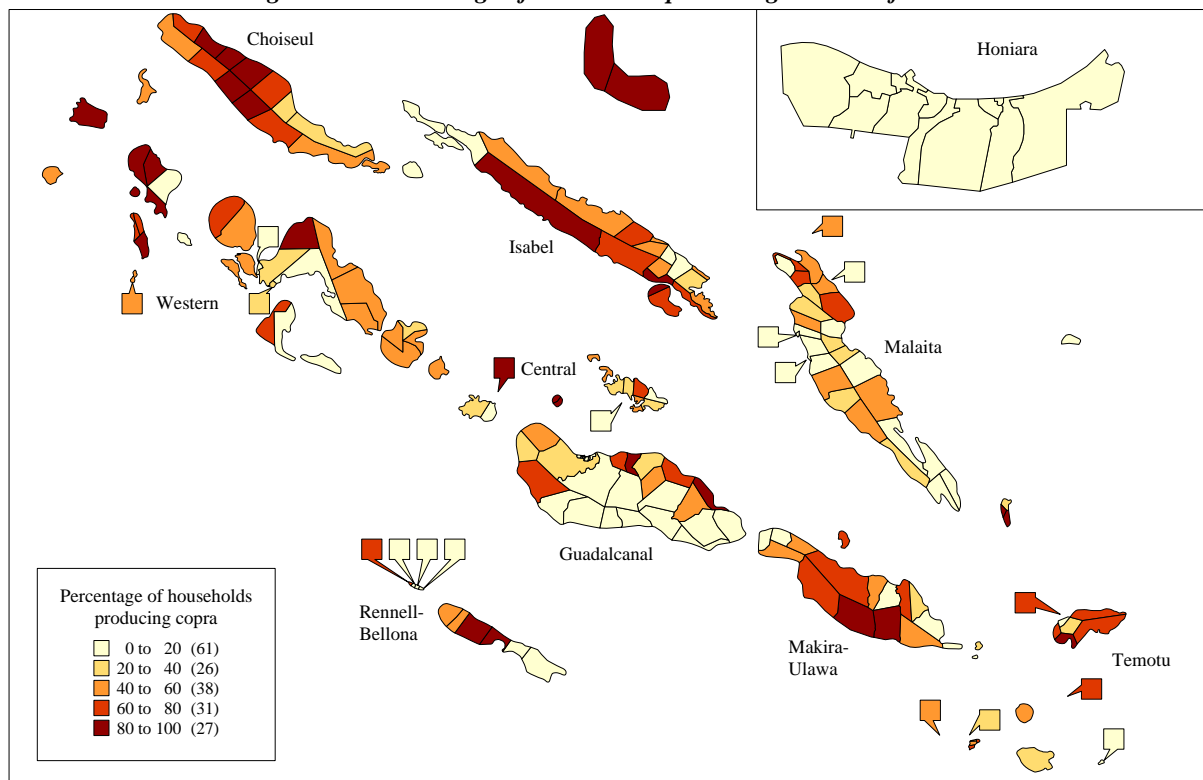 Choiseul
Honiara
Isabel
Western
Malaita
Central
Guadalcanal
Rennell-
Bellona
Makira-
Ulawa
Temotu
Percentage of households
producing copra
0 to 20 (61)
20 to 40 (26)
40 to 60 (38)
60 to 80 (31)
80 to 100 (27)